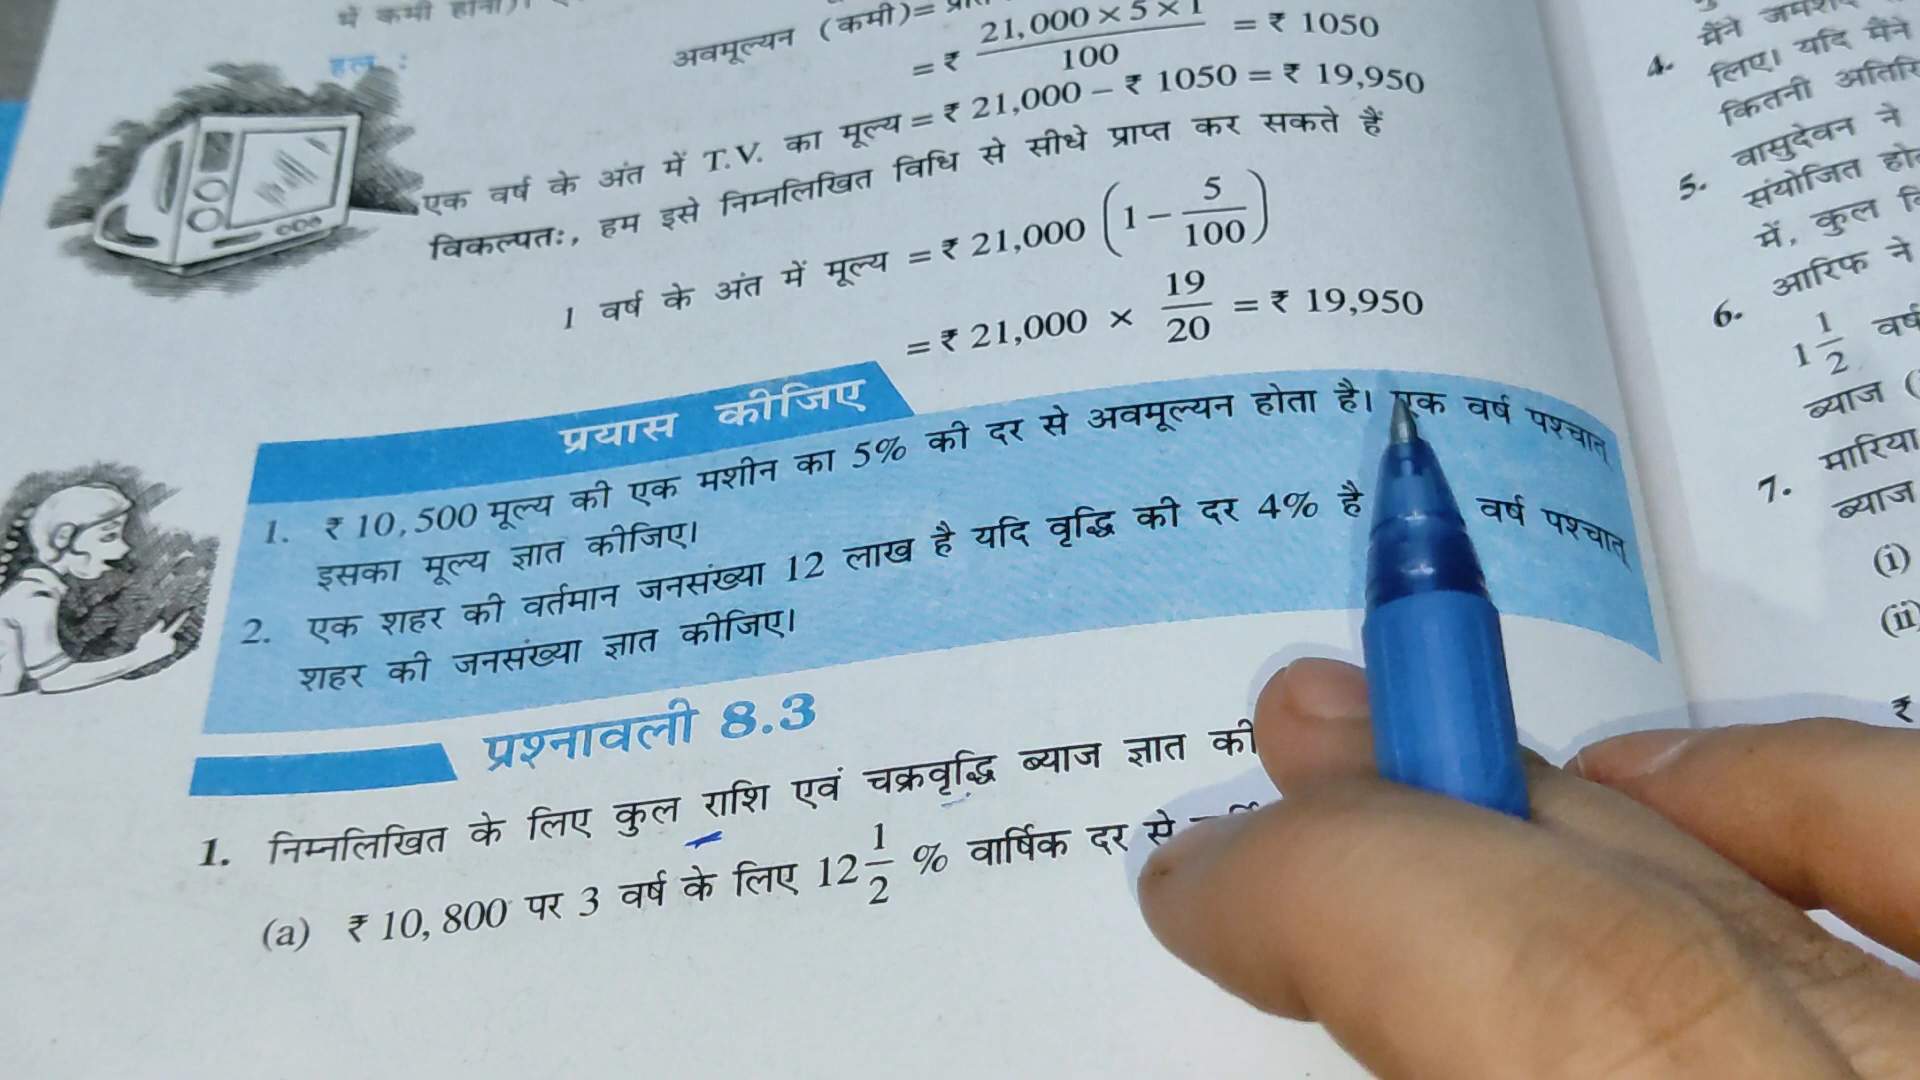 में कमी होना)।
हल :
अवमूल्यन (कमी)=
= ₹ 21,000 × 5 × 1 / 100 = ₹ 1050
एक वर्ष के अंत में T.V. का मूल्य = ₹ 21,000 – ₹ 1050 = ₹ 19,950
विकल्पतः, हम इसे निम्नलिखित विधि से सीधे प्राप्त कर सकते हैं
1 वर्ष के अंत में मूल्य = ₹ 21,000 (1 – 5/100)
= ₹ 21,000 × 19/20 = ₹ 19,950
प्रयास कीजिए
1. ₹ 10,500 मूल्य की एक मशीन का 5% की दर से अवमूल्यन होता है। एक वर्ष पश्चात्
इसका मूल्य ज्ञात कीजिए।
2. एक शहर की वर्तमान जनसंख्या 12 लाख है यदि वृद्धि की दर 4% है वर्ष पश्चात्
शहर की जनसंख्या ज्ञात कीजिए।
प्रश्नावली 8.3
1. निम्नलिखित के लिए कुल राशि एवं चक्रवृद्धि ब्याज ज्ञात की
(a) ₹ 10,800 पर 3 वर्ष के लिए 12 1/2 % वार्षिक दर से
मैंने
4. लिए। यदि मैंने
कितनी
5. वासुदेवन ने
संयोजित
में, कुल
6. आरिफ ने
1 1/2 वर्ष
ब्याज (
7. मारिया
ब्याज
(i)
(ii)
₹